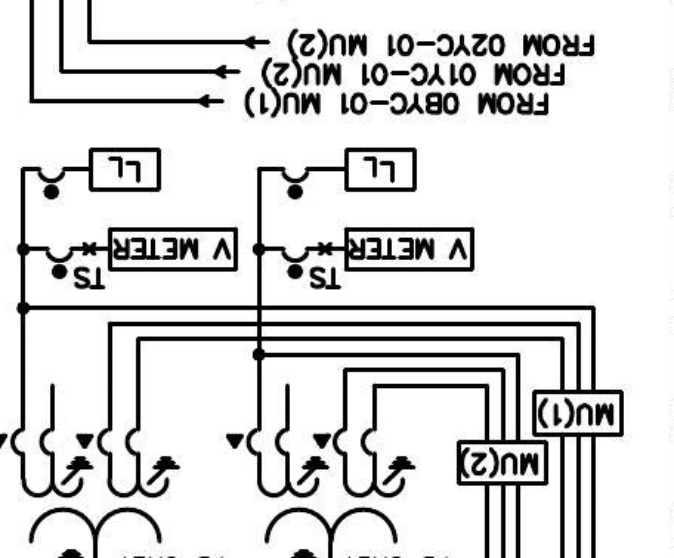 MU(2)
MU(1)
TS
TS
V METER
V METER
LL
LL
FROM 0BYC-01 MU(1)
FROM 01YC-01 MU(2)
FROM 02YC-01 MU(2)